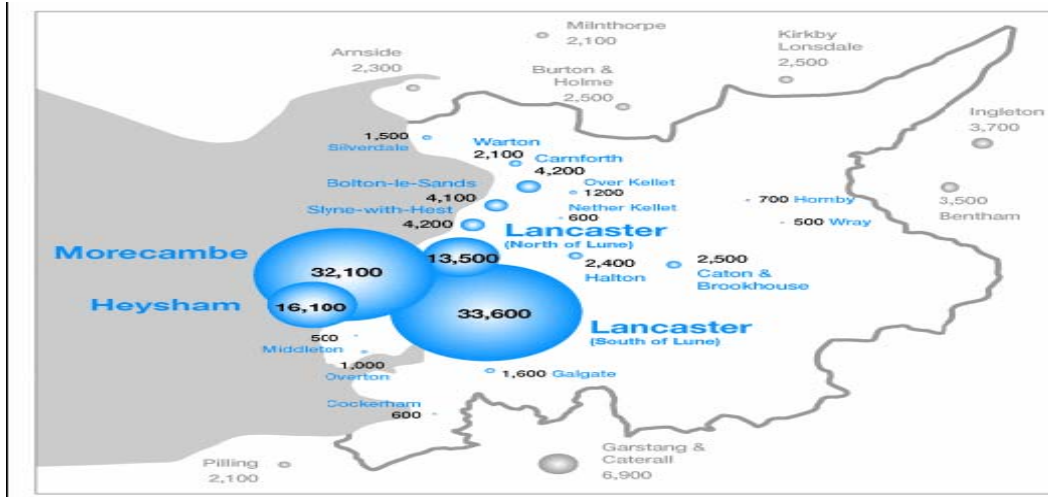 Milnthorpe
2,100
Arnside
2,300
Kirkby
Lonsdale
2,500
Burton &
Holme
2,500
Ingleton
3,700
1,500
Silverdale
Warton
2,100
Carnforth
4,200
Bolton-le-Sands
4,100
Over Kellet
1200
Nether Kellet
600
700 Hornby
500 Wray
3,500
Bentham
Slyne-with-Hest
4,200
Lancaster
(North of Lune)
13,500
Morecambe
32,100
2,400
Halton
2,500
Caton &
Brookhouse
Heysham
16,100
33,600
Lancaster
(South of Lune)
500
Middleton
1,000
Overton
1,600 Galgate
Cockerham
600
Garstang &
Caterall
6,900
Pilling
2,100